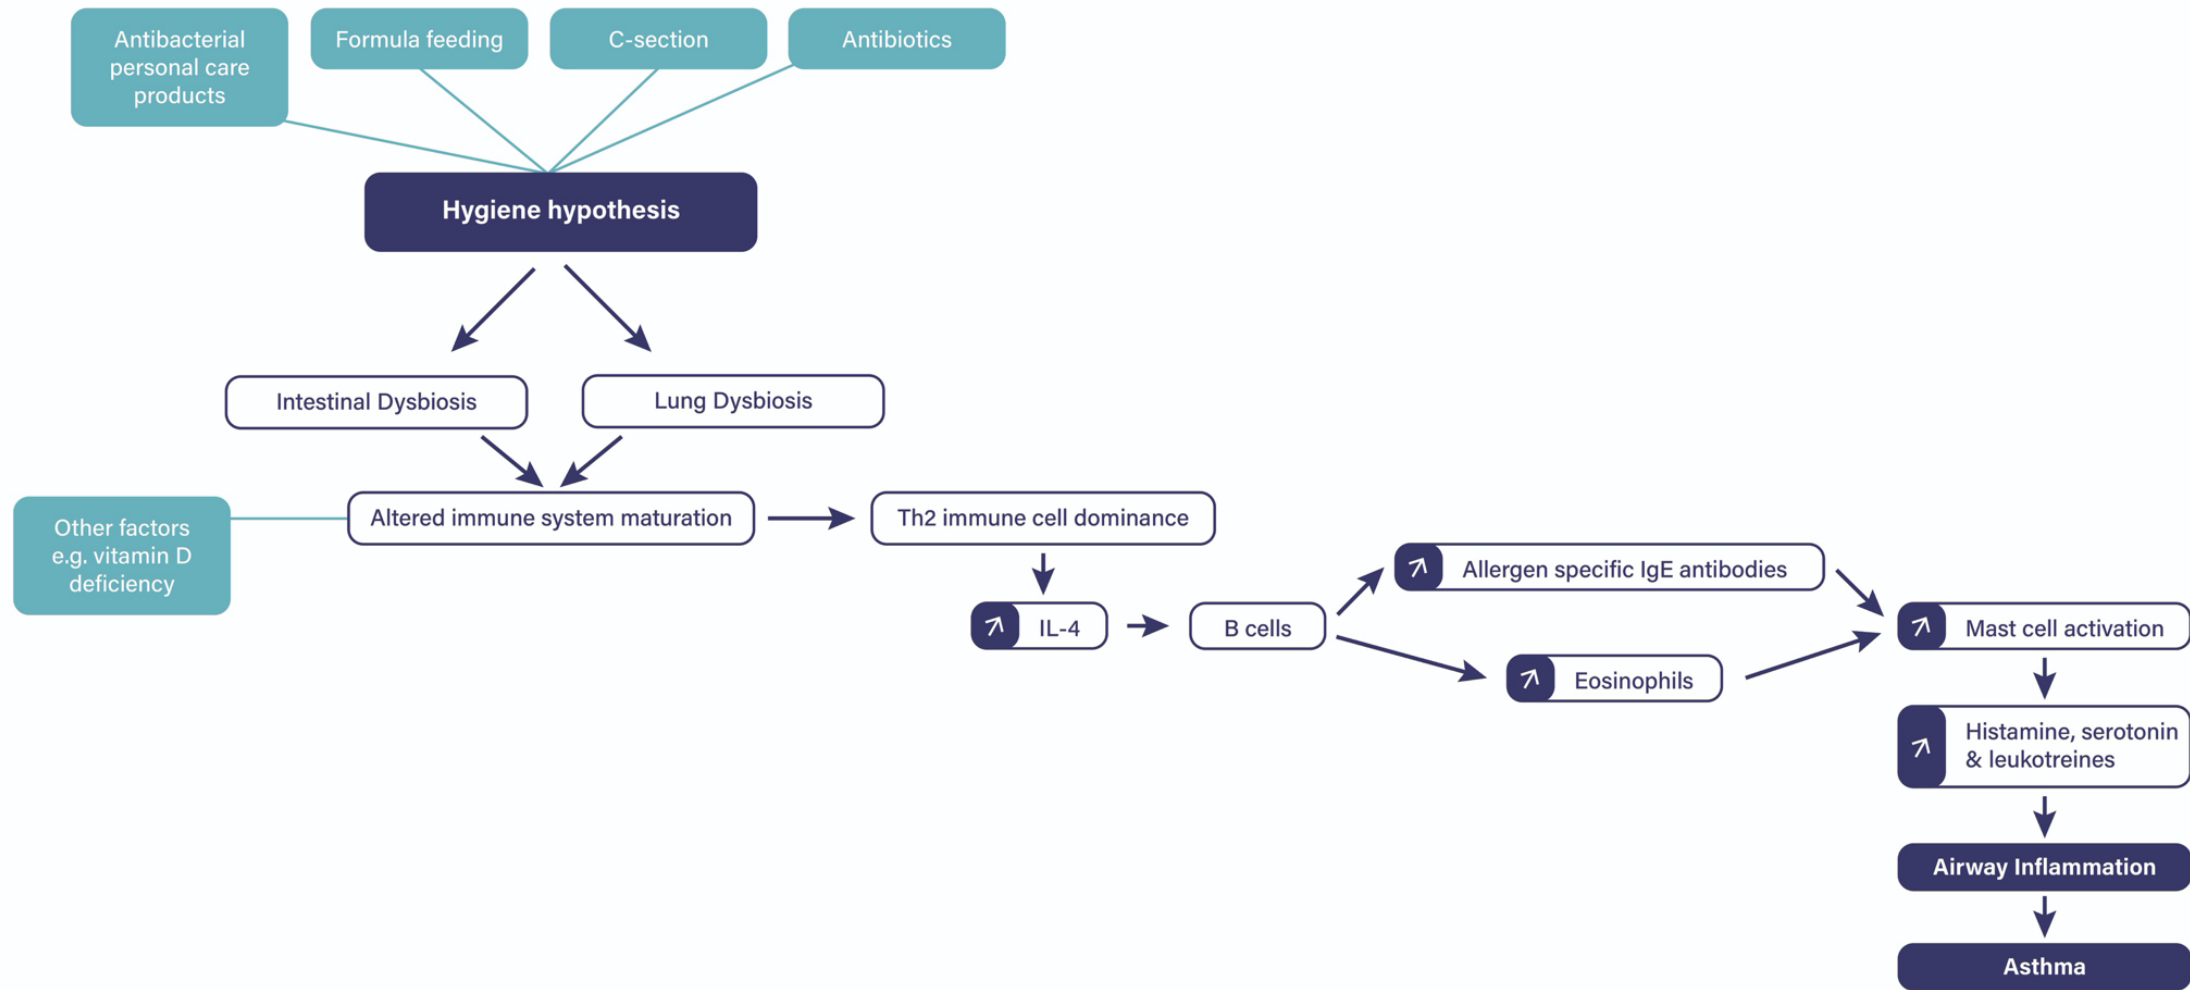 Antibacterial
personal care
products
Formula feeding
C-section
Antibiotics
Hygiene hypothesis
Intestinal Dysbiosis
Lung Dysbiosis
Other factors
e.g. vitamin D
deficiency
Altered immune system maturation
Th2 immune cell dominance
IL-4
B cells
Allergen specific IgE antibodies
Eosinophils
Mast cell activation
Histamine, serotonin
& leukotreines
Airway Inflammation
Asthma